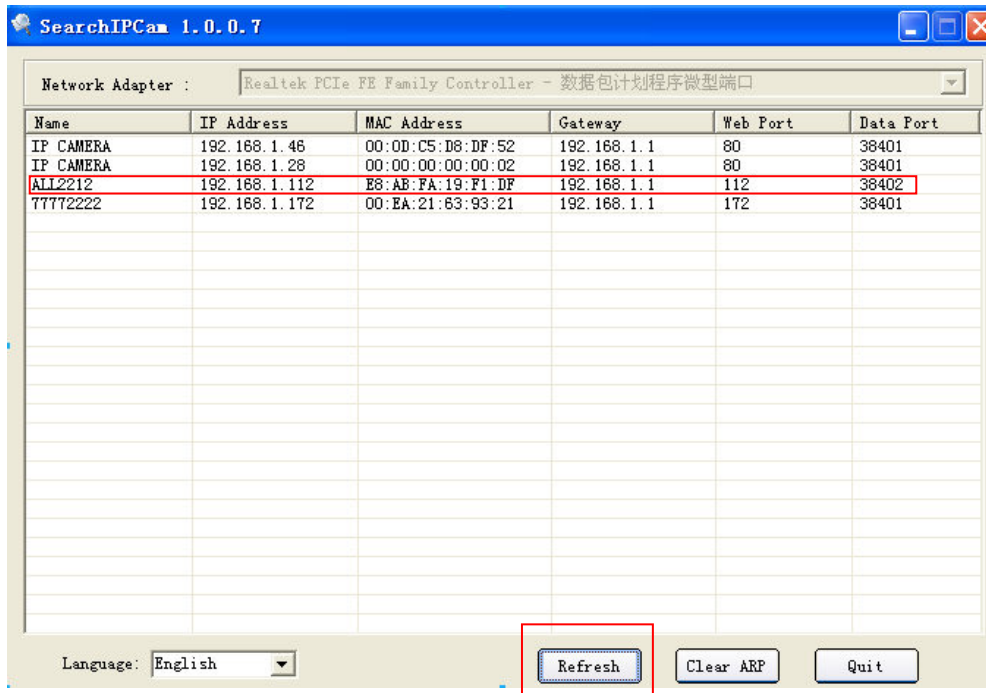 SearchIPCam 1.0.0.7
Network Adapter : Realtek PCIe FE Family Controller - 数据包计划程序微型端口
Name IP Address MAC Address Gateway Web Port Data Port
IP CAMERA 192.168.1.46 00:0D:C5:D8:DF:52 192.168.1.1 80 38401
IP CAMERA 192.168.1.28 00:00:00:00:00:02 192.168.1.1 80 38401
ALL2212 192.168.1.112 E8:AB:FA:19:F1:DF 192.168.1.1 112 38402
77772222 192.168.1.172 00:EA:21:63:93:21 192.168.1.1 172 38401
Language: English Refresh Clear ARP Quit